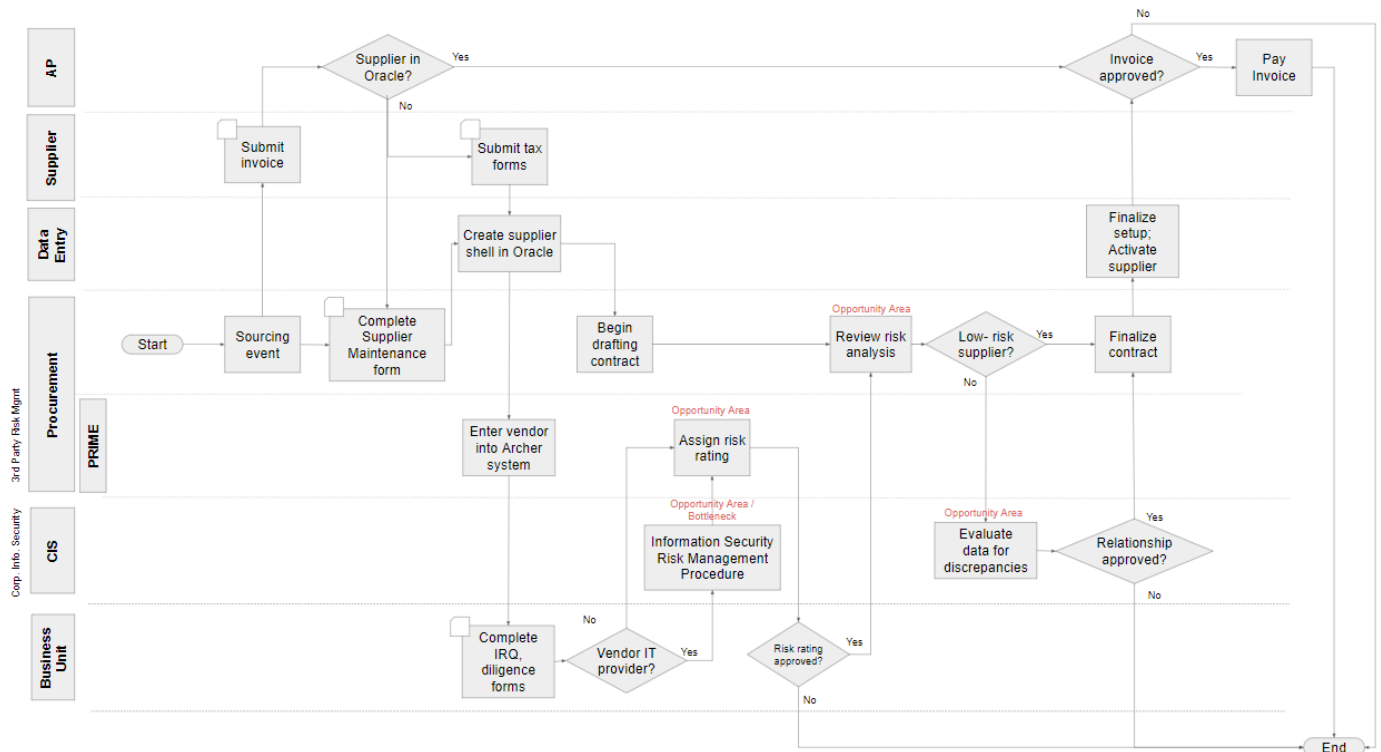 No
AP
Supplier in
Oracle?
Yes
Invoice
approved?
Yes
Pay
Invoice
No
Supplier
Submit
invoice
Submit tax
forms
Data
Entry
Create supplier
shell in Oracle
Finalize
setup;
Activate
supplier
3rd Party Risk Mgmt
Procurement
PRIME
Start
Sourcing
event
Complete
Supplier
Maintenance
form
Begin
drafting
contract
Opportunity Area
Review risk
analysis
Low- risk
supplier?
Yes
No
Finalize
contract
Enter vendor
into Archer
system
Opportunity Area
Assign risk
rating
Corp. Info. Security
CIS
Opportunity Area /
Bottleneck
Information Security
Risk Management
Procedure
Opportunity Area
Evaluate
data for
discrepancies
Yes
Relationship
approved?
No
Business
Unit
Complete
IRQ,
diligence
forms
No
Vendor IT
provider?
Yes
Risk rating
approved?
Yes
No
End